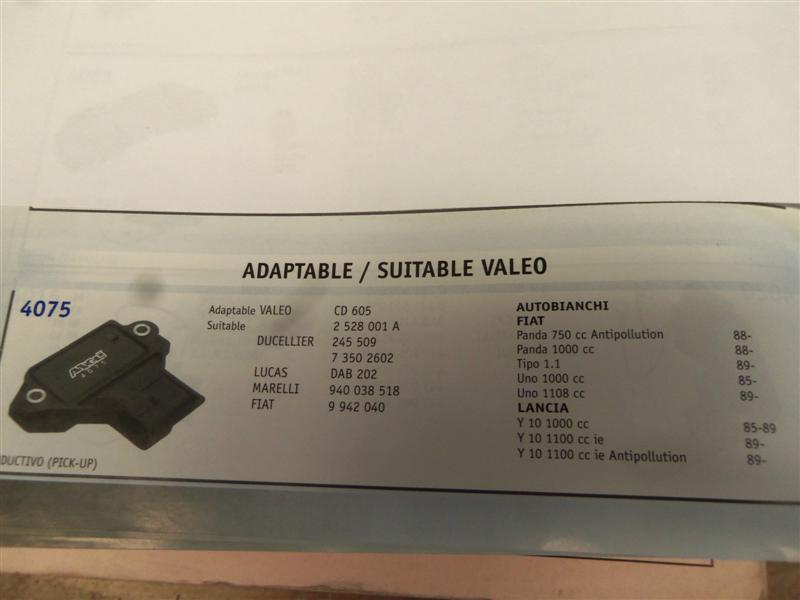 ADAPTABLE / SUITABLE VALEO
4075
Adaptable VALEO CD 605
Suitable 2 528 001 A
DUCELLIER 245 509
7 350 2602
LUCAS DAB 202
MARELLI 940 038 518
FIAT 9 942 040
4075
DUCTIVO (PICK-UP)
AUTOBIANCHI
FIAT
Panda 750 cc Antipollution 88-
Panda 1000 cc 88-
Tipo 1.1 89-
Uno 1000 cc 85-
Uno 1108 cc 89-
LANCIA
Y 10 1000 cc 85-89
Y 10 1100 cc ie 89-
Y 10 1100 cc ie Antipollution 89-